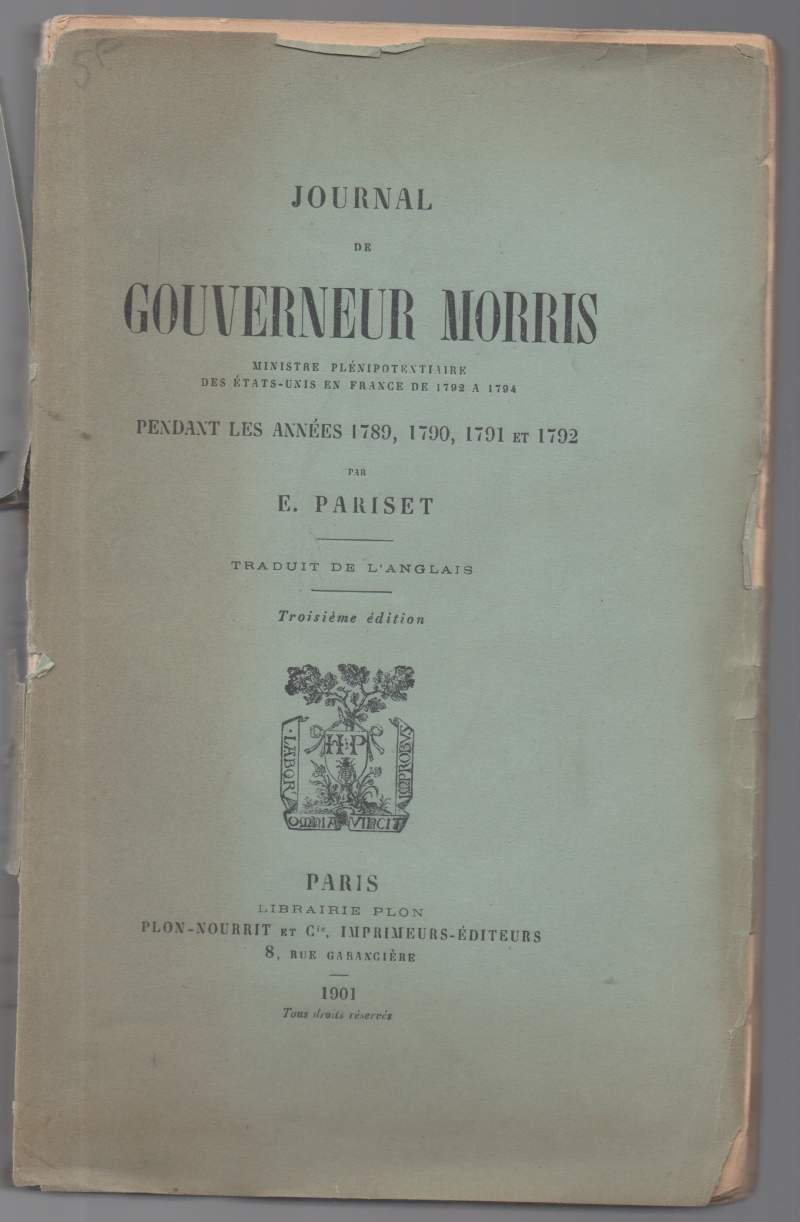 5F
JOURNAL
DE
GOUVERNEUR MORRIS
MINISTRE PLÉNIPOTENTIAIRE
DES ÉTATS-UNIS EN FRANCE DE 1792 A 1794
PENDANT LES ANNÉES 1789, 1790, 1791 ET 1792
PAR
E. PARISET
TRADUIT DE L'ANGLAIS
Troisième édition
H P
LABOR
OMNIA VINCIT
IMPROBVS
PARIS
LIBRAIRIE PLON
PLON-NOURRIT ET Cie, IMPRIMEURS-ÉDITEURS
8, RUE GARANCIÈRE
1901
Tous droits réservés